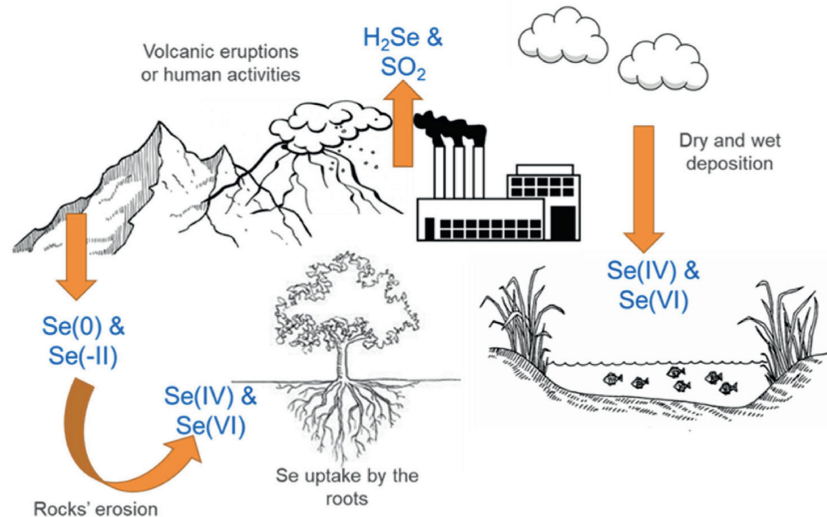 Volcanic eruptions
or human activities
H₂Se &
SO₂
Dry and wet
deposition
Se(IV) &
Se(VI)
Se(0) &
Se(-II)
Se(IV) &
Se(VI)
Se uptake by the
roots
Rocks' erosion